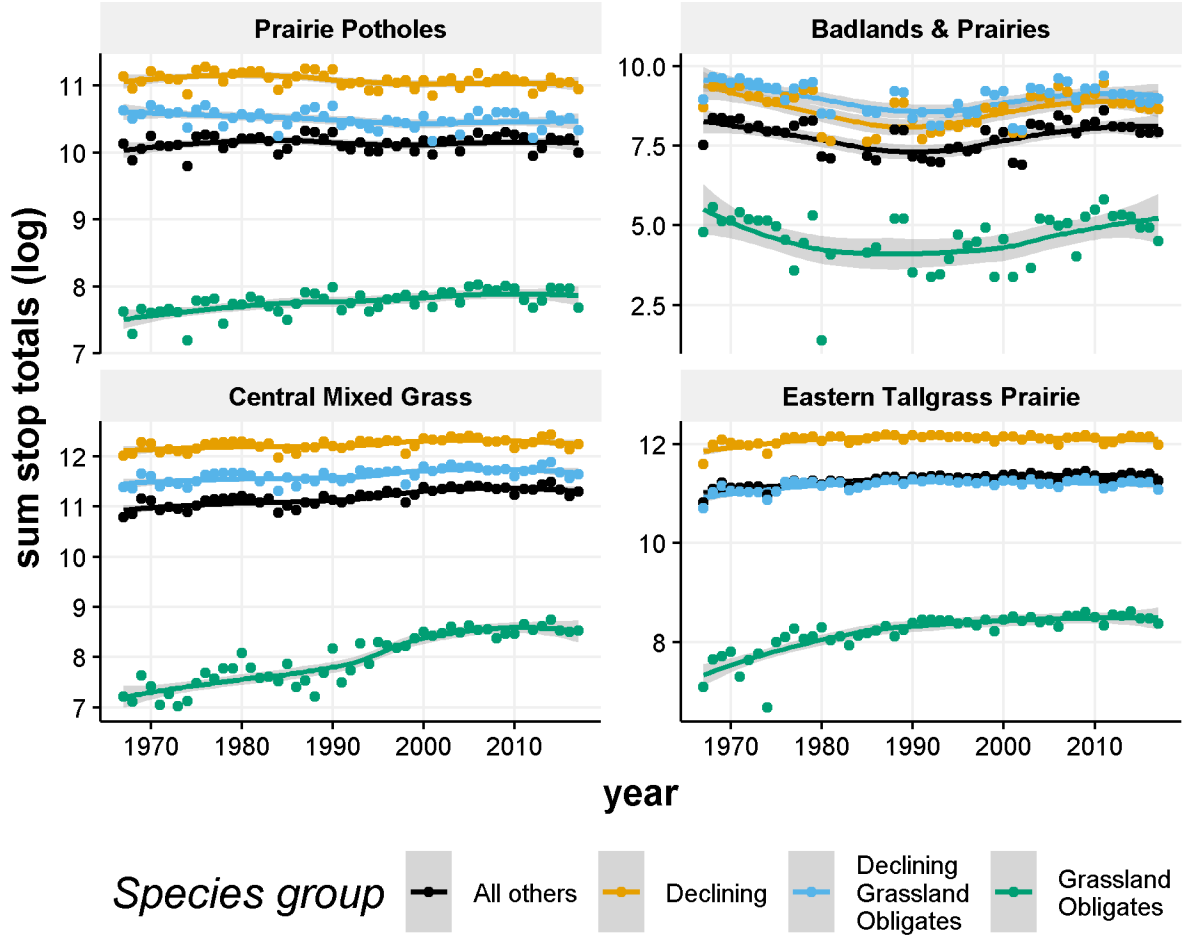 Prairie Potholes
Badlands & Prairies
11
10
9
8
7
10.0
7.5
5.0
2.5
Central Mixed Grass
Eastern Tallgrass Prairie
12
11
10
9
8
7
12
10
8
1970 1980 1990 2000 2010
1970 1980 1990 2000 2010
sum stop totals (log)
year
Species group
All others
Declining
Declining
Grassland
Obligates
Grassland
Obligates